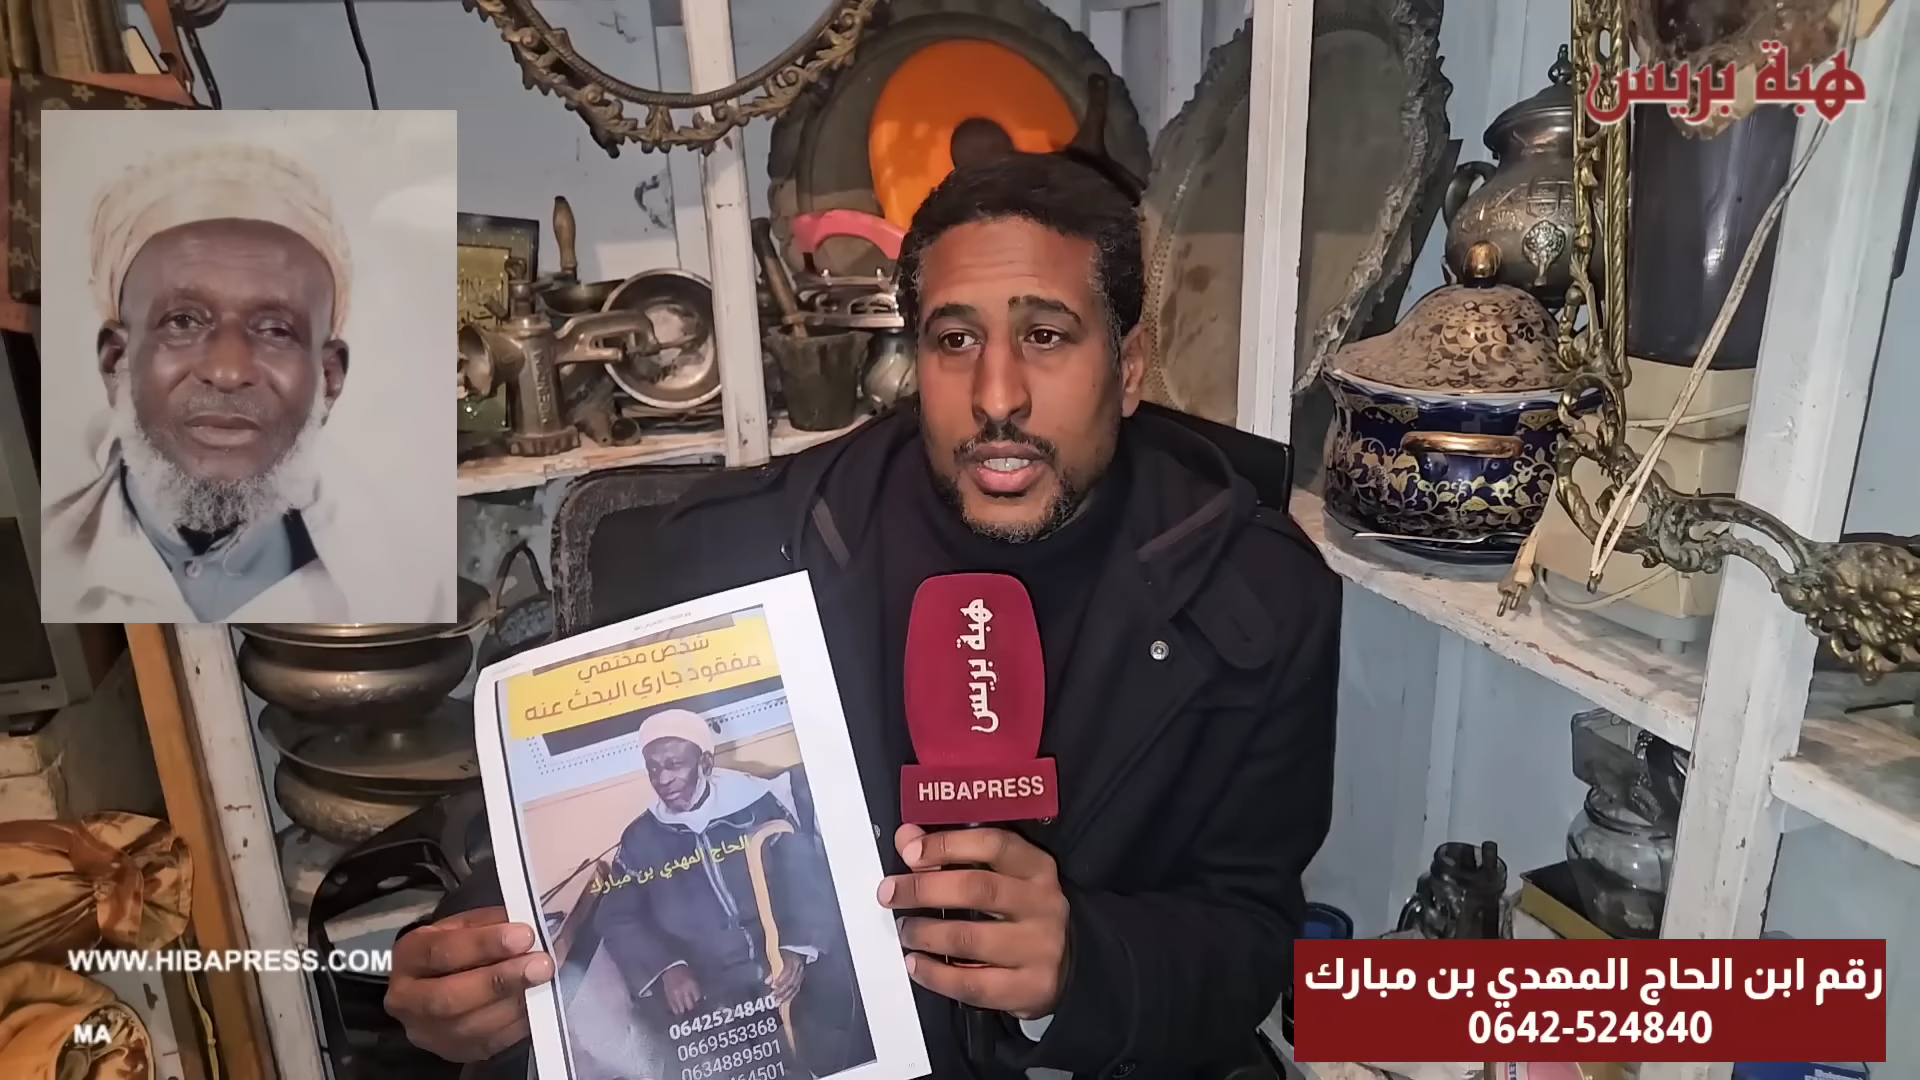 هبة بريس
شخص مختفي
مفقود جاري البحث عنه
الحاج المهدي بن مبارك
0642524840
0669553368
0634889501
هبة بريس
HIBAPRESS
WWW.HIBAPRESS.COM
MA
رقم ابن الحاج المهدي بن مبارك
0642-524840